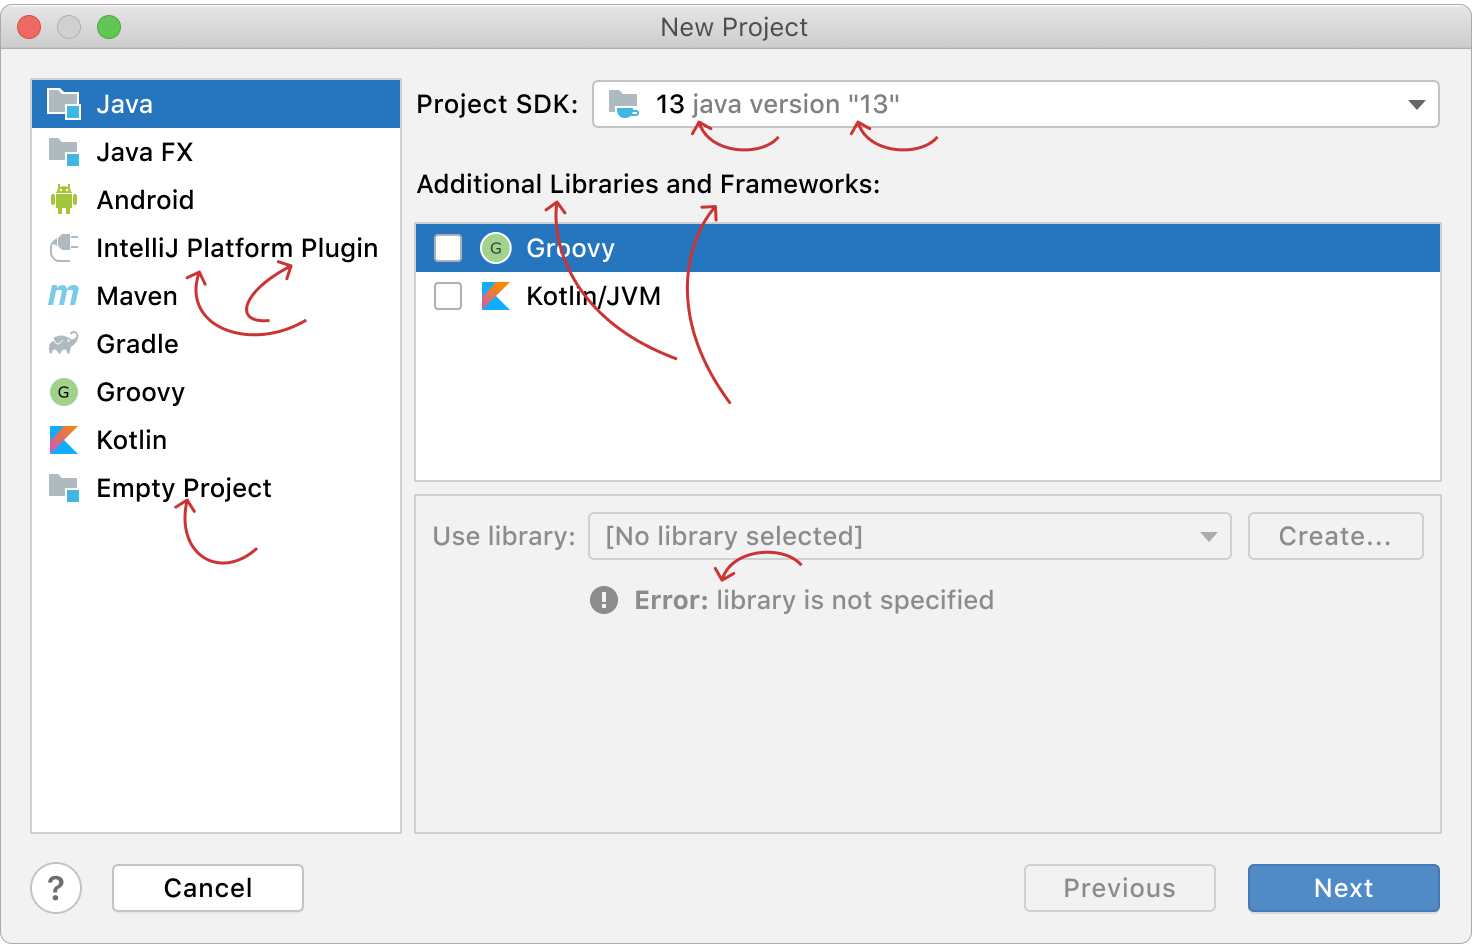 New Project
Java
Java FX
Android
IntelliJ Platform Plugin
m Maven
Gradle
G Groovy
Kotlin
Empty Project
Project SDK: 13 java version "13"
Additional Libraries and Frameworks:
G Groovy
Kotlin/JVM
Use library: [No library selected] Create...
! Error: library is not specified
? Cancel Previous Next